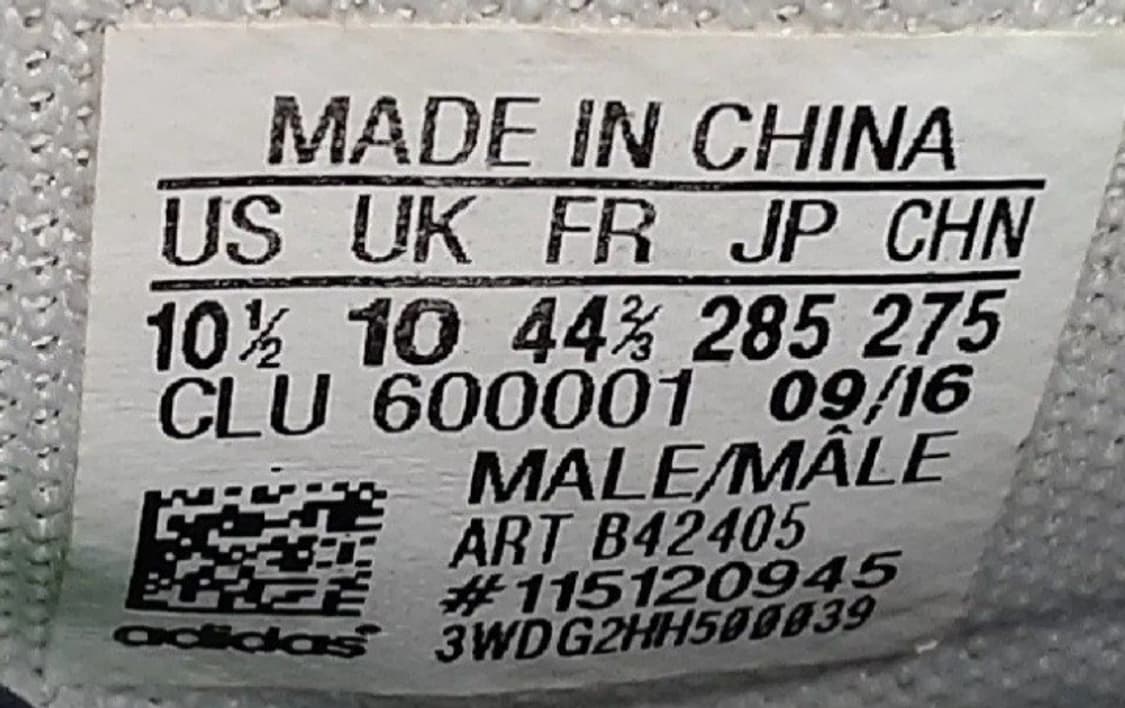 MADE IN CHINA
US UK FR JP CHN
10½ 10 44⅔ 285 275
CLU 600001 09/16
MALE/MÂLE
ART B42405
#115120945
3WDG2HH500039
adidas